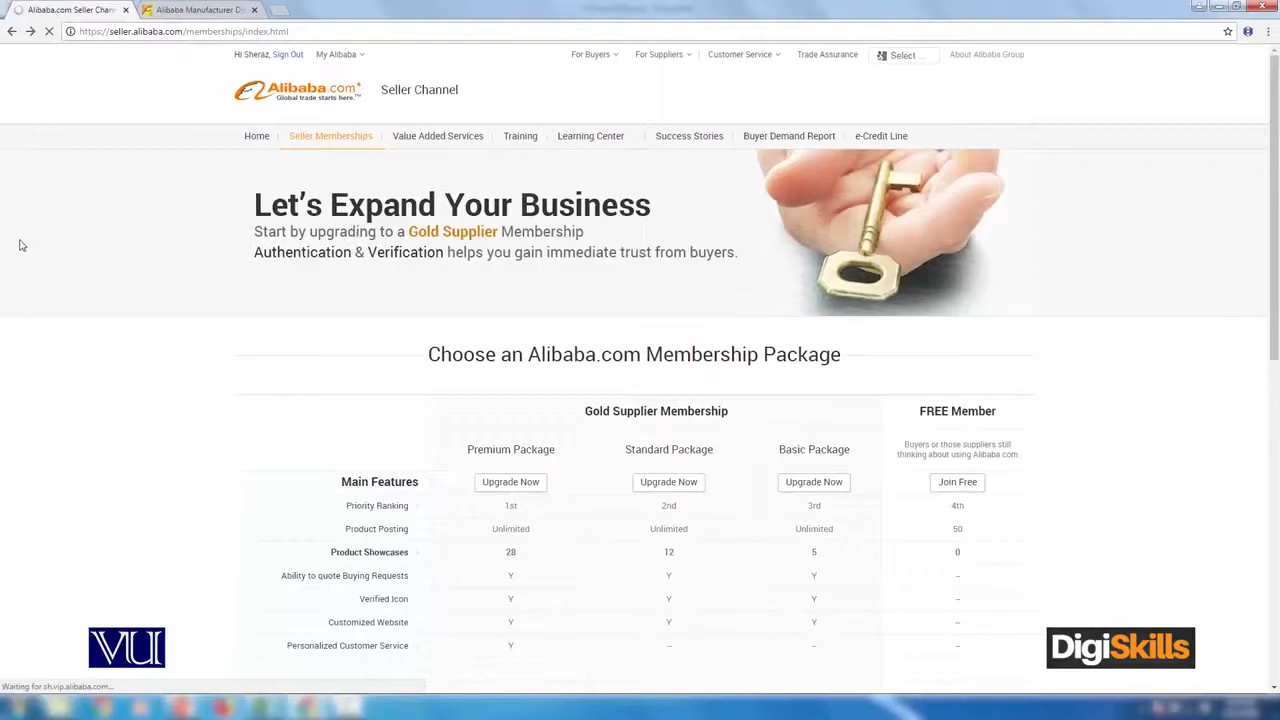 Alibaba.com Seller Chan
Alibaba Manufacturer Di
https://seller.alibaba.com/memberships/index.html
Hi Sheraz, Sign Out My Alibaba
For Buyers For Suppliers Customer Service Trade Assurance Select ... About Alibaba Group
Alibaba.com
Global trade starts here.™
Seller Channel
Home Seller Memberships Value Added Services Training Learning Center Success Stories Buyer Demand Report e-Credit Line
Let's Expand Your Business
Start by upgrading to a Gold Supplier Membership
Authentication & Verification helps you gain immediate trust from buyers.
Choose an Alibaba.com Membership Package
Gold Supplier Membership FREE Member
Buyers or those suppliers still
thinking about using Alibaba.com
Premium Package Standard Package Basic Package
Main Features Upgrade Now Upgrade Now Upgrade Now Join Free
Priority Ranking 1st 2nd 3rd 4th
Product Posting Unlimited Unlimited Unlimited 50
Product Showcases 28 12 5 0
Ability to quote Buying Requests Y Y Y –
Verified Icon Y Y Y –
Customized Website Y Y Y –
Personalized Customer Service Y – – –
VU
DigiSkills
Waiting for sh.vip.alibaba.com...